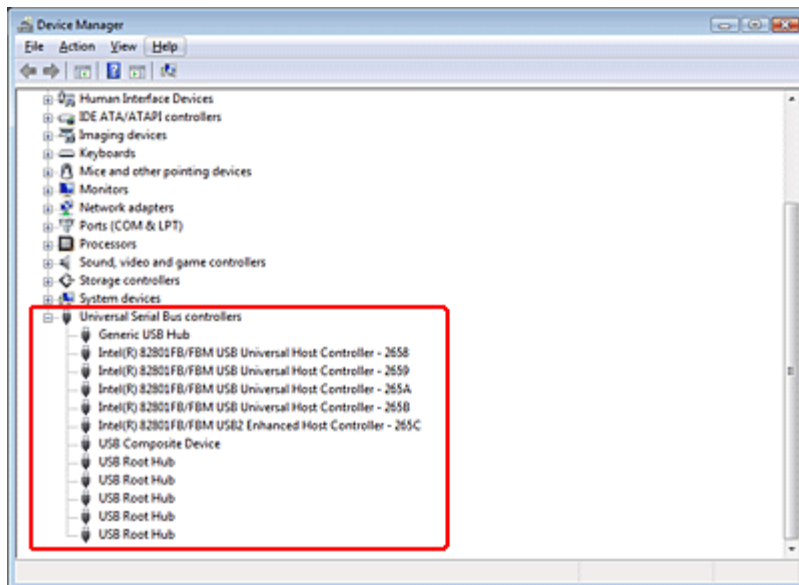 Device Manager
File Action View Help
Human Interface Devices
IDE ATA/ATAPI controllers
Imaging devices
Keyboards
Mice and other pointing devices
Monitors
Network adapters
Ports (COM & LPT)
Processors
Sound, video and game controllers
Storage controllers
System devices
Universal Serial Bus controllers
Generic USB Hub
Intel(R) 82801FB/FBM USB Universal Host Controller - 2658
Intel(R) 82801FB/FBM USB Universal Host Controller - 2659
Intel(R) 82801FB/FBM USB Universal Host Controller - 265A
Intel(R) 82801FB/FBM USB Universal Host Controller - 265B
Intel(R) 82801FB/FBM USB2 Enhanced Host Controller - 265C
USB Composite Device
USB Root Hub
USB Root Hub
USB Root Hub
USB Root Hub
USB Root Hub